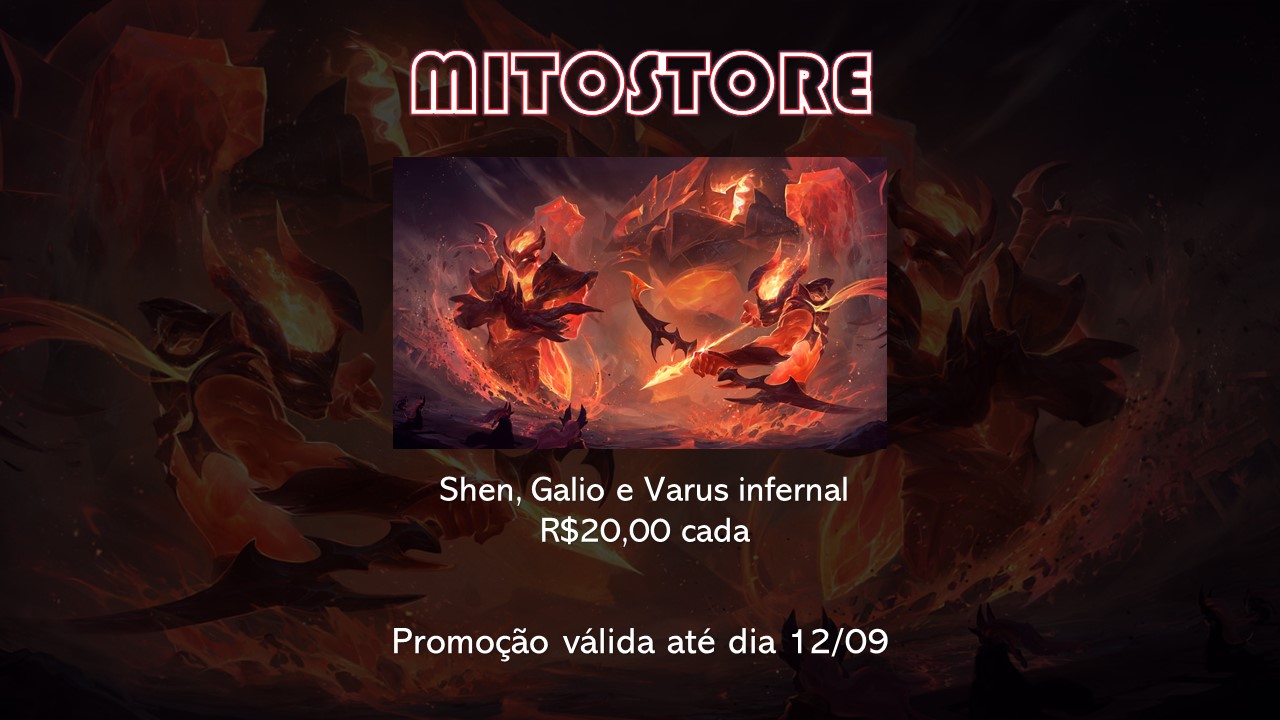 MITOSTORE
Shen, Galio e Varus infernal
R$20,00 cada
Promoção válida até dia 12/09